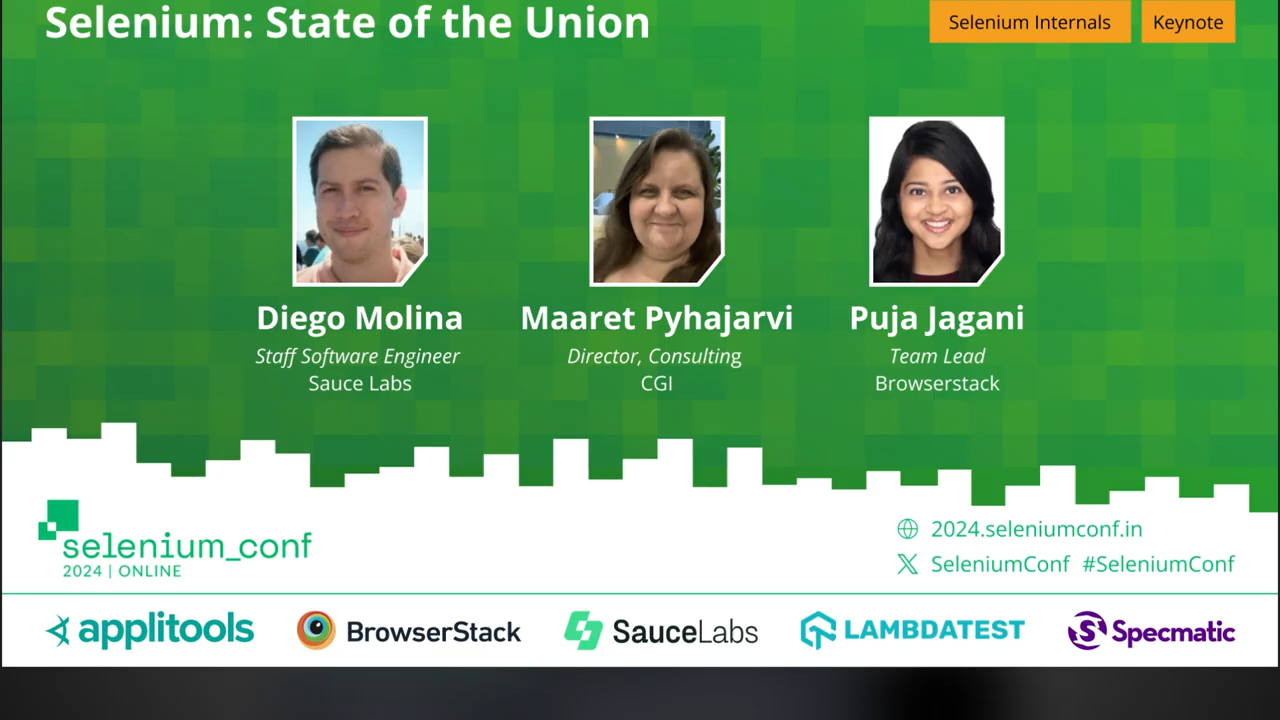 Selenium: State of the Union
Selenium Internals
Keynote
Diego Molina
Staff Software Engineer
Sauce Labs
Maaret Pyhajarvi
Director, Consulting
CGI
Puja Jagani
Team Lead
Browserstack
selenium_conf
2024 | ONLINE
2024.seleniumconf.in
SeleniumConf #SeleniumConf
applitools
BrowserStack
SauceLabs
LAMBDATEST
Specmatic